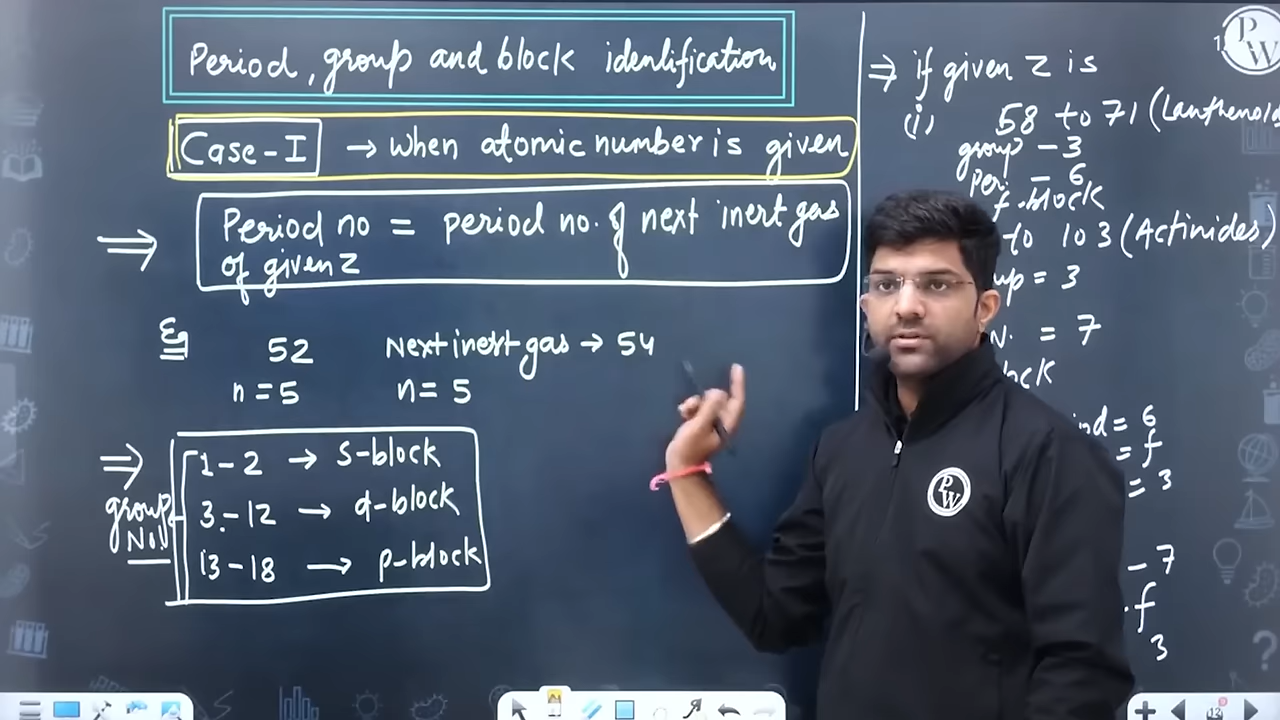 Period, group and block identification
Case-I → when atomic number is given
⇒ Period no = period no. of next inert gas
of given Z
Eg 52 Next inert gas → 54
n=5 n= 5
⇒ group No.
1-2 → s-block
3-12 → d-block
13-18 → p-block
⇒ if given Z is
(i) 58 to 71 (Lanthenoid
group - 3
per. - 6
f-block
to 103 (Actinides)
up = 3
N. = 7
ock
ind = 6
= f
= 3
- 7
.f
3
P
W
P
W